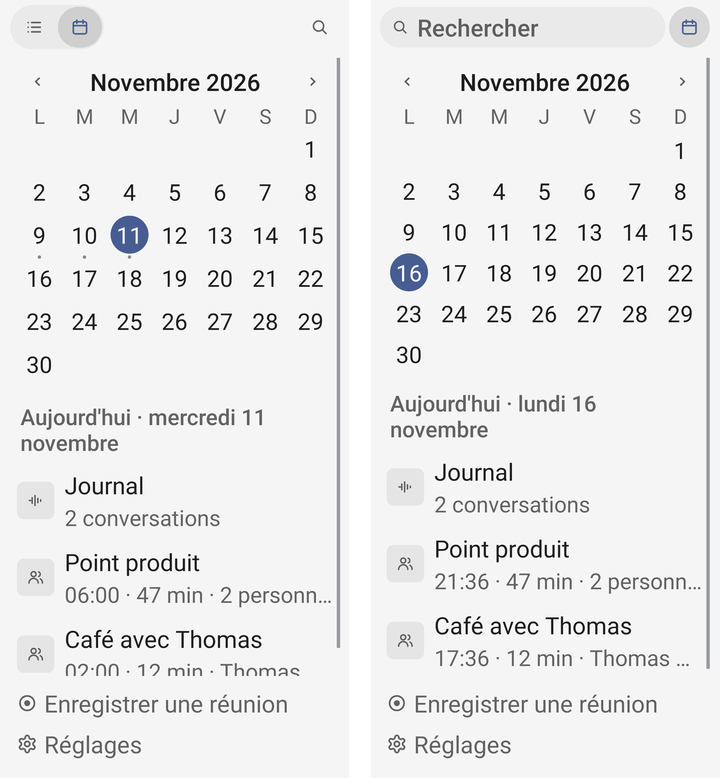 Novembre 2026
L M M J V S D
1
2 3 4 5 6 7 8
9 10 11 12 13 14 15
16 17 18 19 20 21 22
23 24 25 26 27 28 29
30
Aujourd'hui · mercredi 11
novembre
Journal
2 conversations
Point produit
06:00 · 47 min · 2 personn...
Café avec Thomas
02:00 · 12 min · Thomas
Enregistrer une réunion
Réglages
Rechercher
Novembre 2026
L M M J V S D
1
2 3 4 5 6 7 8
9 10 11 12 13 14 15
16 17 18 19 20 21 22
23 24 25 26 27 28 29
30
Aujourd'hui · lundi 16
novembre
Journal
2 conversations
Point produit
21:36 · 47 min · 2 personn...
Café avec Thomas
17:36 · 12 min · Thomas ...
Enregistrer une réunion
Réglages